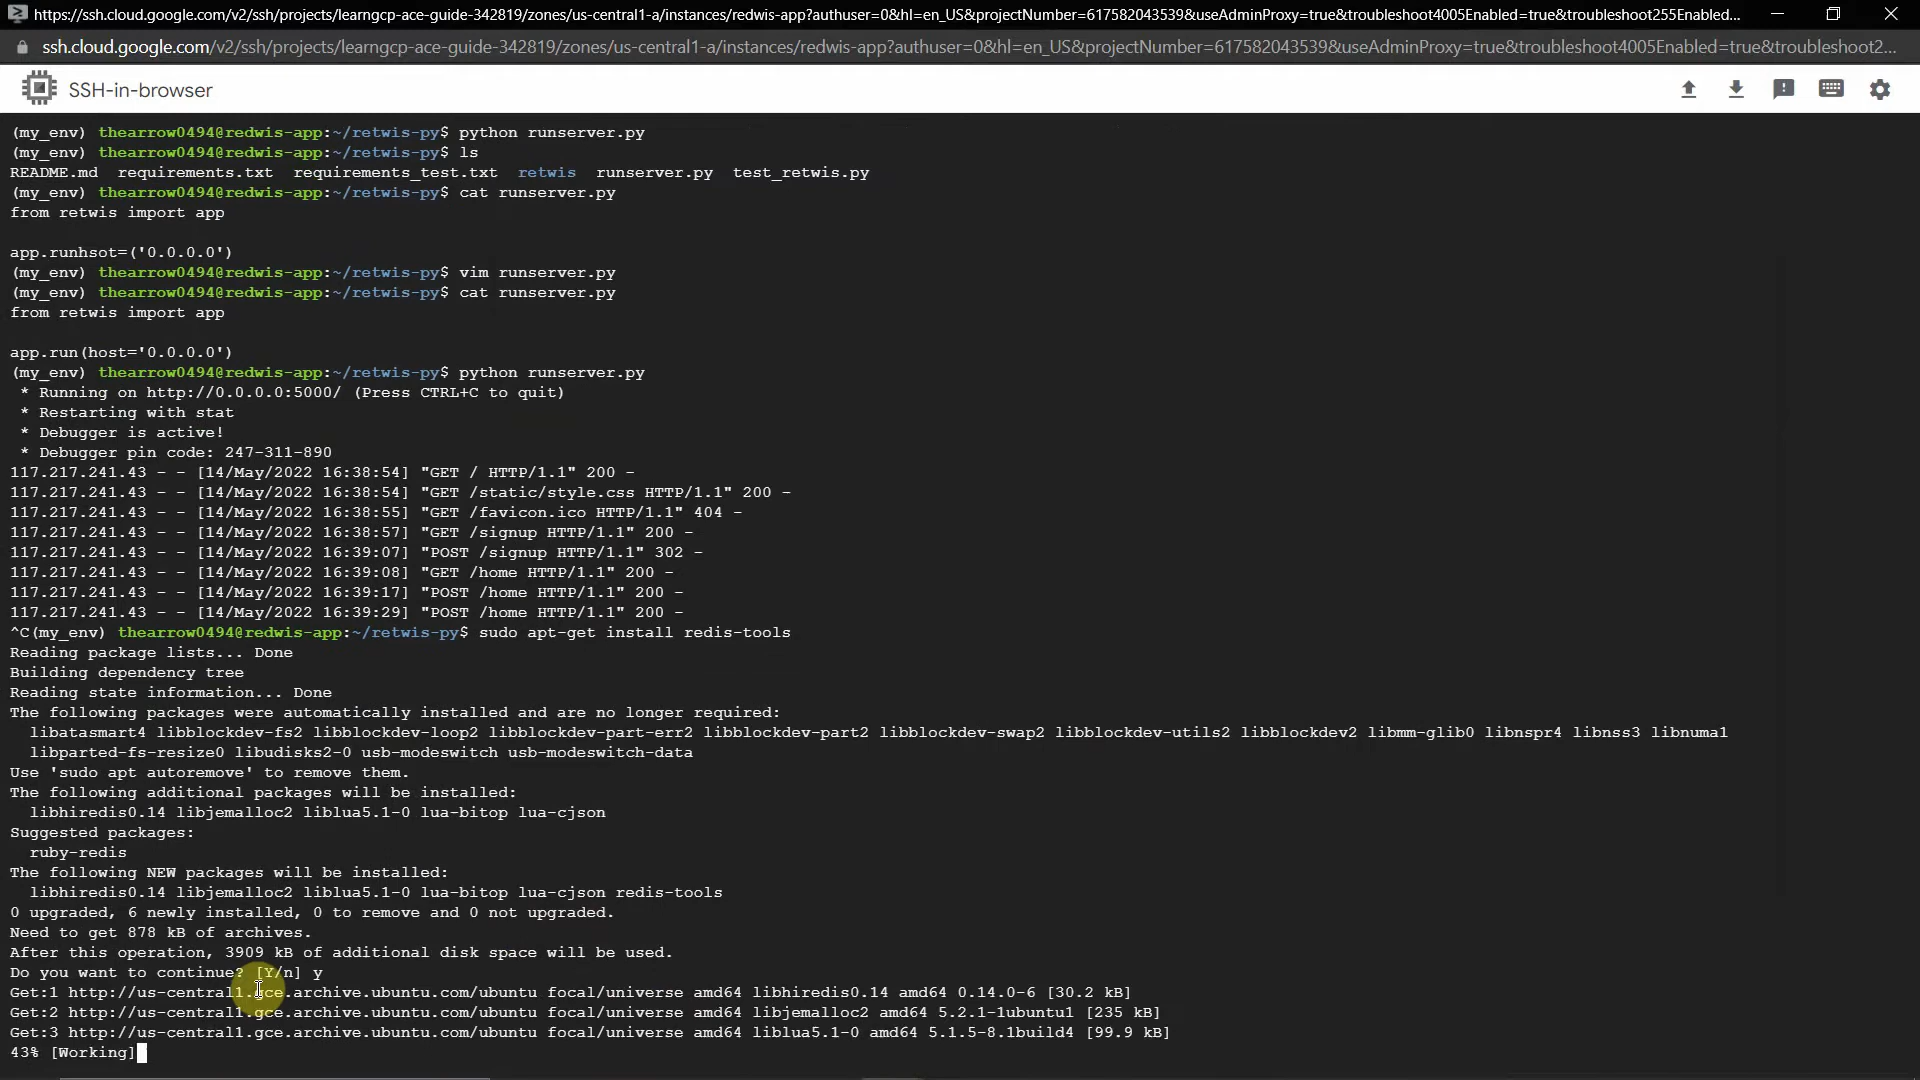 https://ssh.cloud.google.com/v2/ssh/projects/learngcp-ace-guide-342819/zones/us-central1-a/instances/redwis-app?authuser=0&hl=en_US&projectNumber=617582043539&useAdminProxy=true&troubleshoot4005Enabled=true&troubleshoot255Enabled...
ssh.cloud.google.com/v2/ssh/projects/learngcp-ace-guide-342819/zones/us-central1-a/instances/redwis-app?authuser=0&hl=en_US&projectNumber=617582043539&useAdminProxy=true&troubleshoot4005Enabled=true&troubleshoot2...
SSH-in-browser
(my_env) thearrow0494@redwis-app:~/retwis-py$ python runserver.py
(my_env) thearrow0494@redwis-app:~/retwis-py$ ls
README.md  requirements.txt  requirements_test.txt  retwis  runserver.py  test_retwis.py
(my_env) thearrow0494@redwis-app:~/retwis-py$ cat runserver.py
from retwis import app
app.runhsot=('0.0.0.0')
(my_env) thearrow0494@redwis-app:~/retwis-py$ vim runserver.py
(my_env) thearrow0494@redwis-app:~/retwis-py$ cat runserver.py
from retwis import app
app.run(host='0.0.0.0')
(my_env) thearrow0494@redwis-app:~/retwis-py$ python runserver.py
 * Running on http://0.0.0.0:5000/ (Press CTRL+C to quit)
 * Restarting with stat
 * Debugger is active!
 * Debugger pin code: 247-311-890
117.217.241.43 - - [14/May/2022 16:38:54] "GET / HTTP/1.1" 200 -
117.217.241.43 - - [14/May/2022 16:38:54] "GET /static/style.css HTTP/1.1" 200 -
117.217.241.43 - - [14/May/2022 16:38:55] "GET /favicon.ico HTTP/1.1" 404 -
117.217.241.43 - - [14/May/2022 16:38:57] "GET /signup HTTP/1.1" 200 -
117.217.241.43 - - [14/May/2022 16:39:07] "POST /signup HTTP/1.1" 302 -
117.217.241.43 - - [14/May/2022 16:39:08] "GET /home HTTP/1.1" 200 -
117.217.241.43 - - [14/May/2022 16:39:17] "POST /home HTTP/1.1" 200 -
117.217.241.43 - - [14/May/2022 16:39:29] "POST /home HTTP/1.1" 200 -
^C(my_env) thearrow0494@redwis-app:~/retwis-py$ sudo apt-get install redis-tools
Reading package lists... Done
Building dependency tree
Reading state information... Done
The following packages were automatically installed and are no longer required:
  libatasmart4 libblockdev-fs2 libblockdev-loop2 libblockdev-part-err2 libblockdev-part2 libblockdev-swap2 libblockdev-utils2 libblockdev2 libmm-glib0 libnspr4 libnss3 libnuma1
  libparted-fs-resize0 libudisks2-0 usb-modeswitch usb-modeswitch-data
Use 'sudo apt autoremove' to remove them.
The following additional packages will be installed:
  libhiredis0.14 libjemalloc2 liblua5.1-0 lua-bitop lua-cjson
Suggested packages:
  ruby-redis
The following NEW packages will be installed:
  libhiredis0.14 libjemalloc2 liblua5.1-0 lua-bitop lua-cjson redis-tools
0 upgraded, 6 newly installed, 0 to remove and 0 not upgraded.
Need to get 878 kB of archives.
After this operation, 3909 kB of additional disk space will be used.
Do you want to continue? [Y/n] y
Get:1 http://us-central1.gce.archive.ubuntu.com/ubuntu focal/universe amd64 libhiredis0.14 amd64 0.14.0-6 [30.2 kB]
Get:2 http://us-central1.gce.archive.ubuntu.com/ubuntu focal/universe amd64 libjemalloc2 amd64 5.2.1-1ubuntu1 [235 kB]
Get:3 http://us-central1.gce.archive.ubuntu.com/ubuntu focal/universe amd64 liblua5.1-0 amd64 5.1.5-8.1build4 [99.9 kB]
43% [Working]